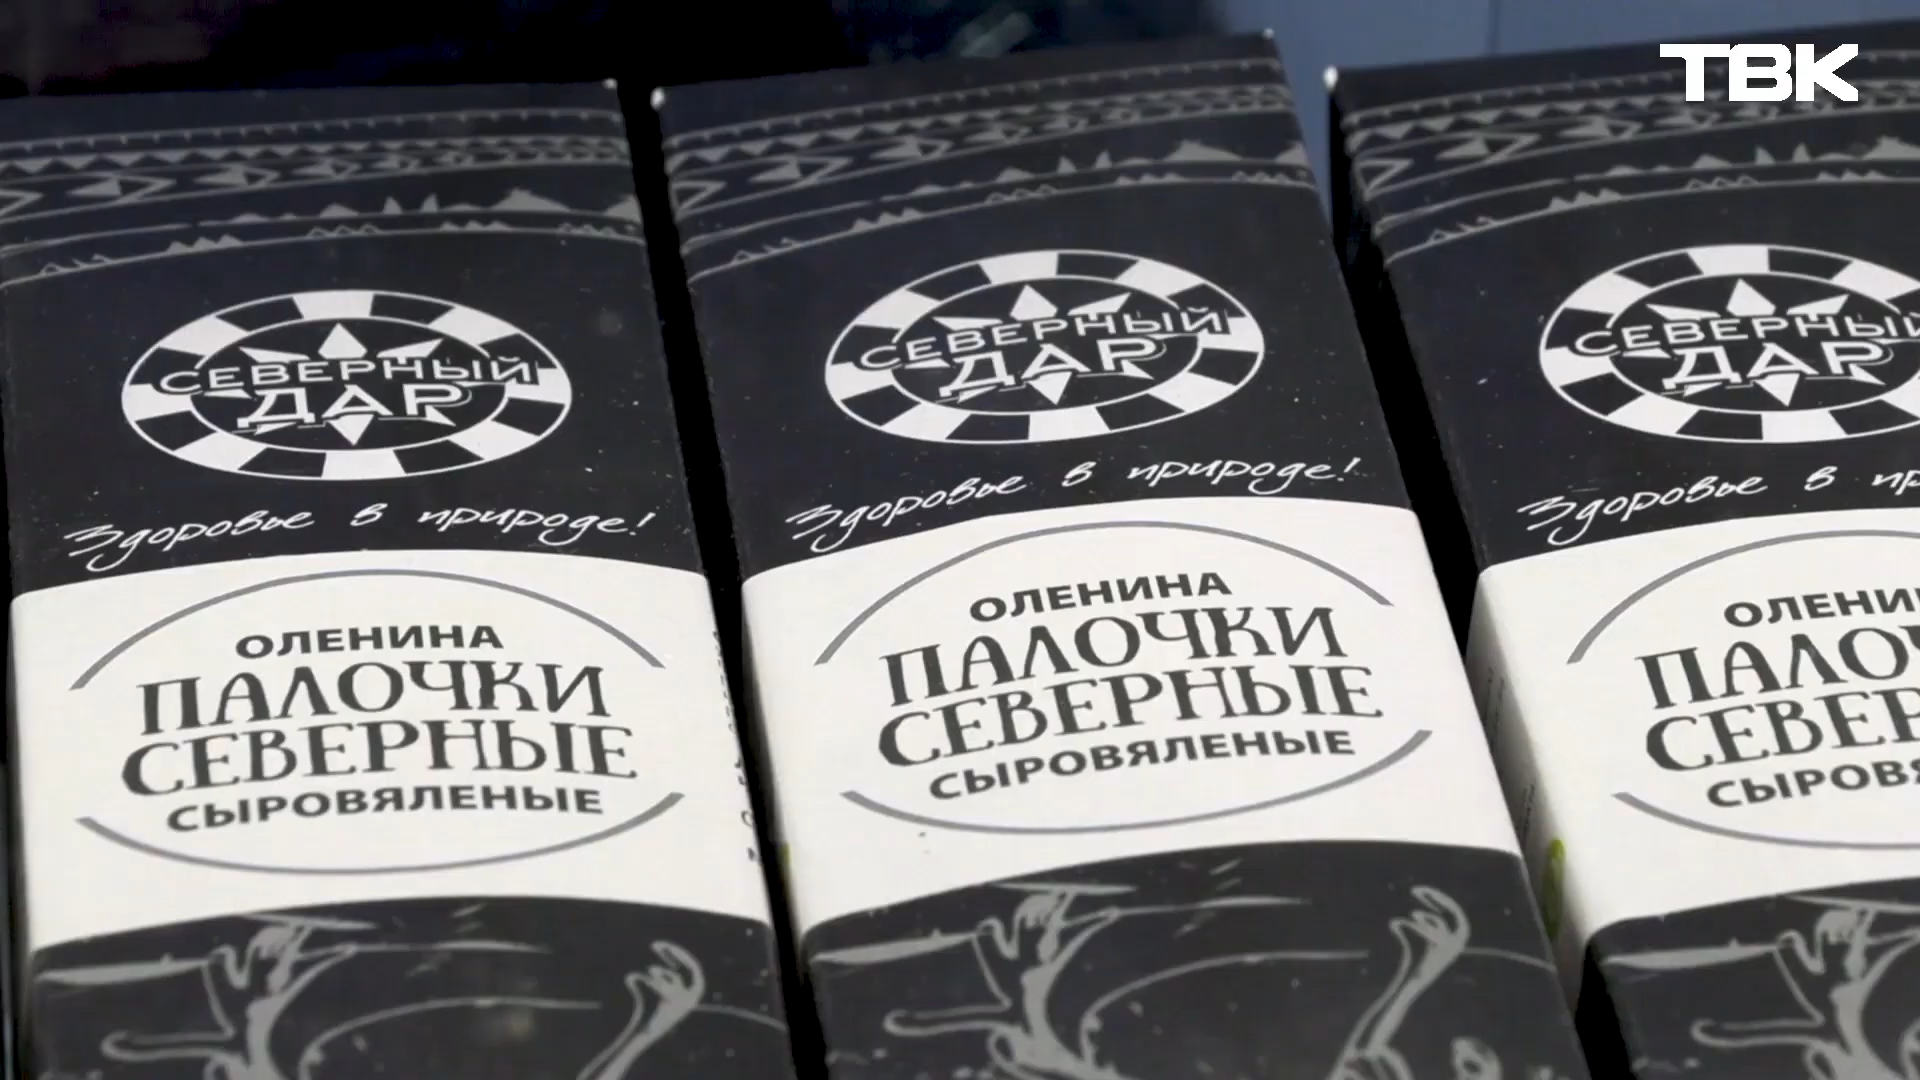 ТВК
СЕВЕРНЫЙ
ДАР
Здоровье в природе!
ОЛЕНИНА
ПАЛОЧКИ
СЕВЕРНЫЕ
СЫРОВЯЛЕНЫЕ
СЕВЕРНЫЙ
ДАР
Здоровье в природе!
ОЛЕНИНА
ПАЛОЧКИ
СЕВЕРНЫЕ
СЫРОВЯЛЕНЫЕ
СЕВЕРНЫЙ
ДАР
Здоровье в